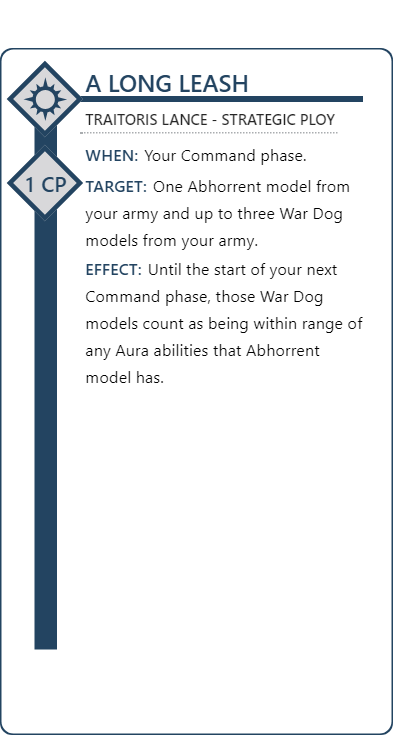 A LONG LEASH
TRAITORIS LANCE - STRATEGIC PLOY
1 CP
WHEN: Your Command phase.
TARGET: One Abhorrent model from
your army and up to three War Dog
models from your army.
EFFECT: Until the start of your next
Command phase, those War Dog
models count as being within range of
any Aura abilities that Abhorrent
model has.